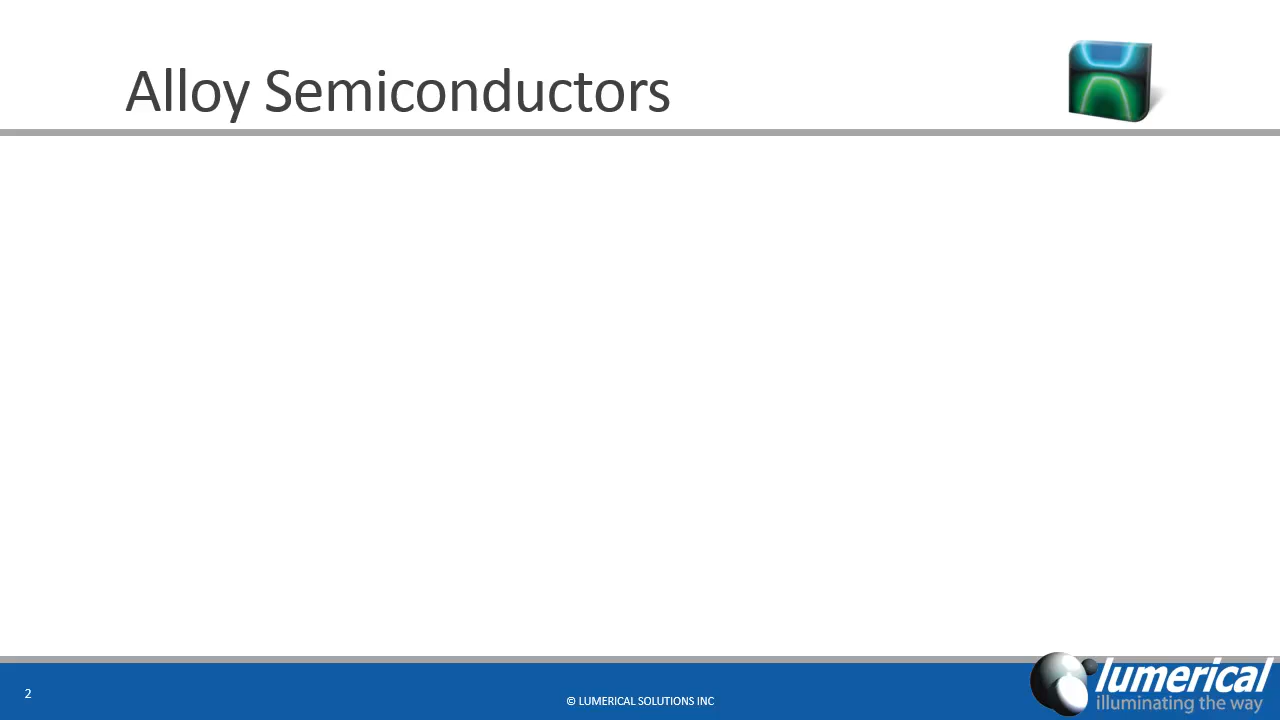 Alloy Semiconductors
2
© LUMERICAL SOLUTIONS INC
lumerical
illuminating the way